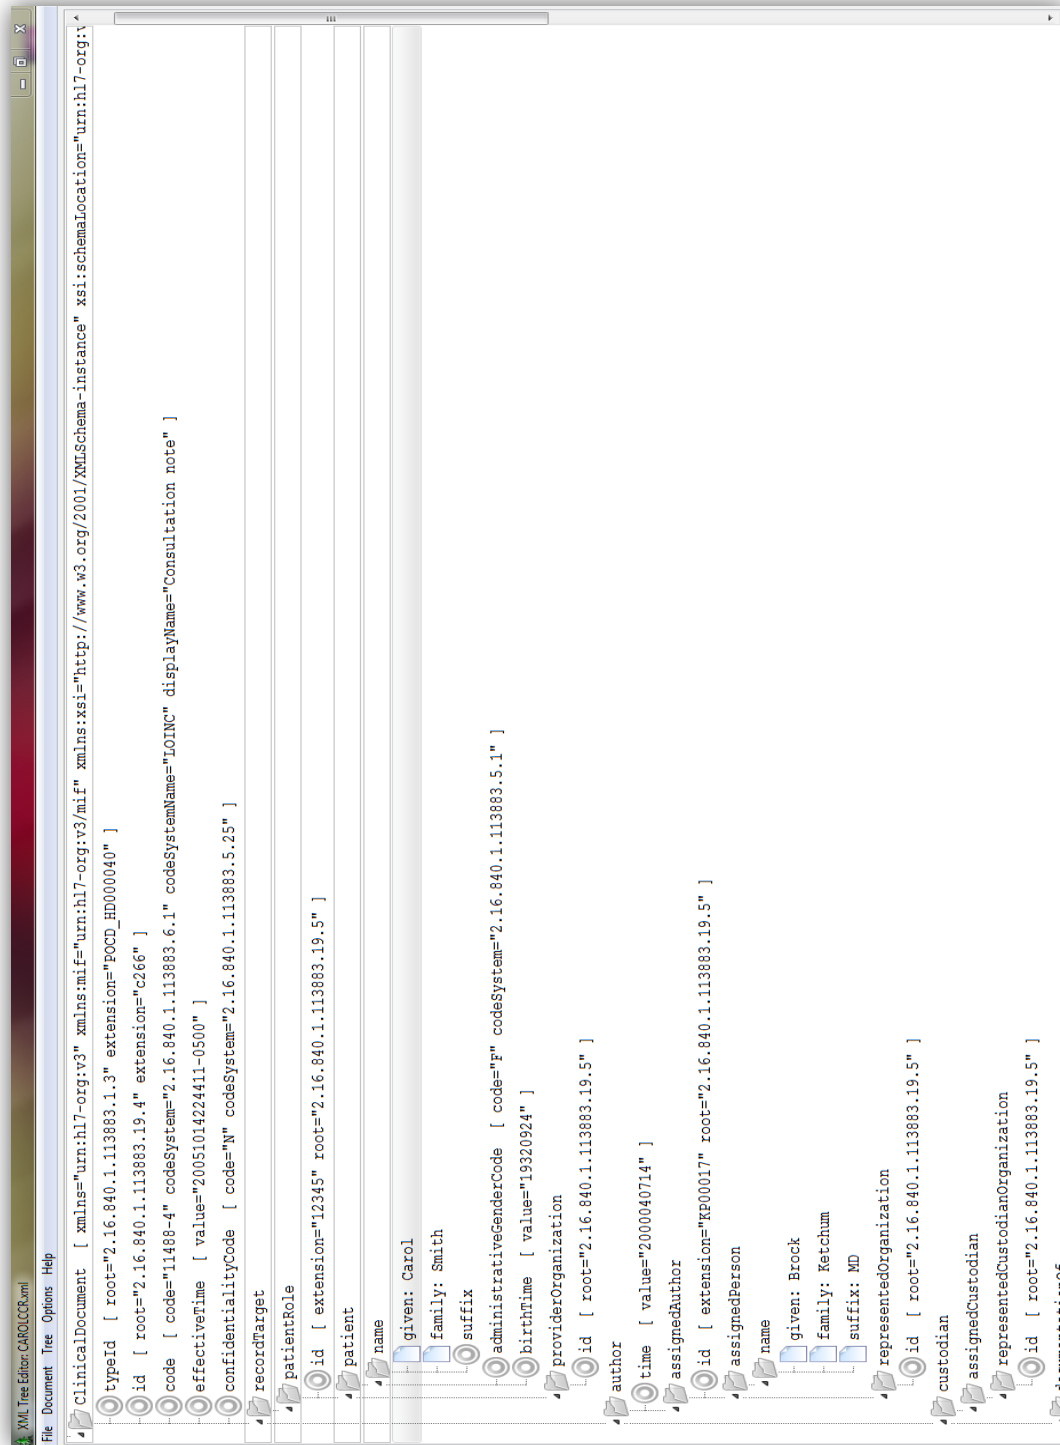 XML Tree Editor: CAROLCCR.xml
File Document Tree Options Help
ClinicalDocument [ xmlns="urn:hl7-org:v3" xmlns:mif="urn:hl7-org:v3/mif" xmlns:xsi="http://www.w3.org/2001/XMLSchema-instance" xsi:schemaLocation="urn:hl7-org:v
typeId [ root="2.16.840.1.113883.1.3" extension="POCD_HD000040" ]
id [ root="2.16.840.1.113883.19.4" extension="c266" ]
code [ code="11488-4" codeSystem="2.16.840.1.113883.6.1" codeSystemName="LOINC" displayName="Consultation note" ]
effectiveTime [ value="20051014224411-0500" ]
confidentialityCode [ code="N" codeSystem="2.16.840.1.113883.5.25" ]
recordTarget
patientRole
id [ extension="12345" root="2.16.840.1.113883.19.5" ]
patient
name
given: Carol
family: Smith
suffix
administrativeGenderCode [ code="F" codeSystem="2.16.840.1.113883.5.1" ]
birthTime [ value="19320924" ]
providerOrganization
id [ root="2.16.840.1.113883.19.5" ]
author
time [ value="2000040714" ]
assignedAuthor
id [ extension="KP00017" root="2.16.840.1.113883.19.5" ]
assignedPerson
name
given: Brock
family: Ketchum
suffix: MD
representedOrganization
id [ root="2.16.840.1.113883.19.5" ]
custodian
assignedCustodian
representedCustodianOrganization
id [ root="2.16.840.1.113883.19.5" ]